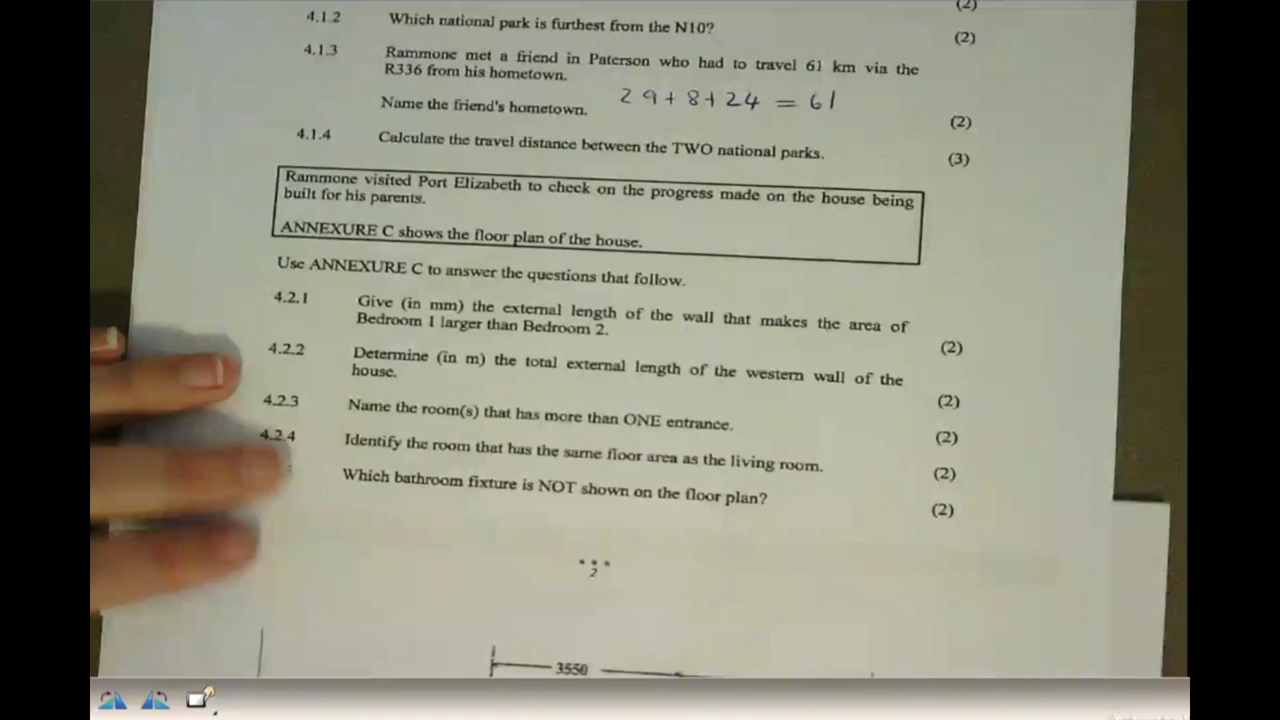 (2)
4.1.2 Which national park is furthest from the N10? (2)
4.1.3 Rammone met a friend in Paterson who had to travel 61 km via the
R336 from his hometown.
29+8+24 = 61
Name the friend's hometown. (2)
4.1.4 Calculate the travel distance between the TWO national parks. (3)
Rammone visited Port Elizabeth to check on the progress made on the house being
built for his parents.
ANNEXURE C shows the floor plan of the house.
Use ANNEXURE C to answer the questions that follow.
4.2.1 Give (in mm) the external length of the wall that makes the area of
Bedroom 1 larger than Bedroom 2. (2)
4.2.2 Determine (in m) the total external length of the western wall of the
house. (2)
4.2.3 Name the room(s) that has more than ONE entrance. (2)
4.2.4 Identify the room that has the same floor area as the living room. (2)
Which bathroom fixture is NOT shown on the floor plan? (2)
2
3550